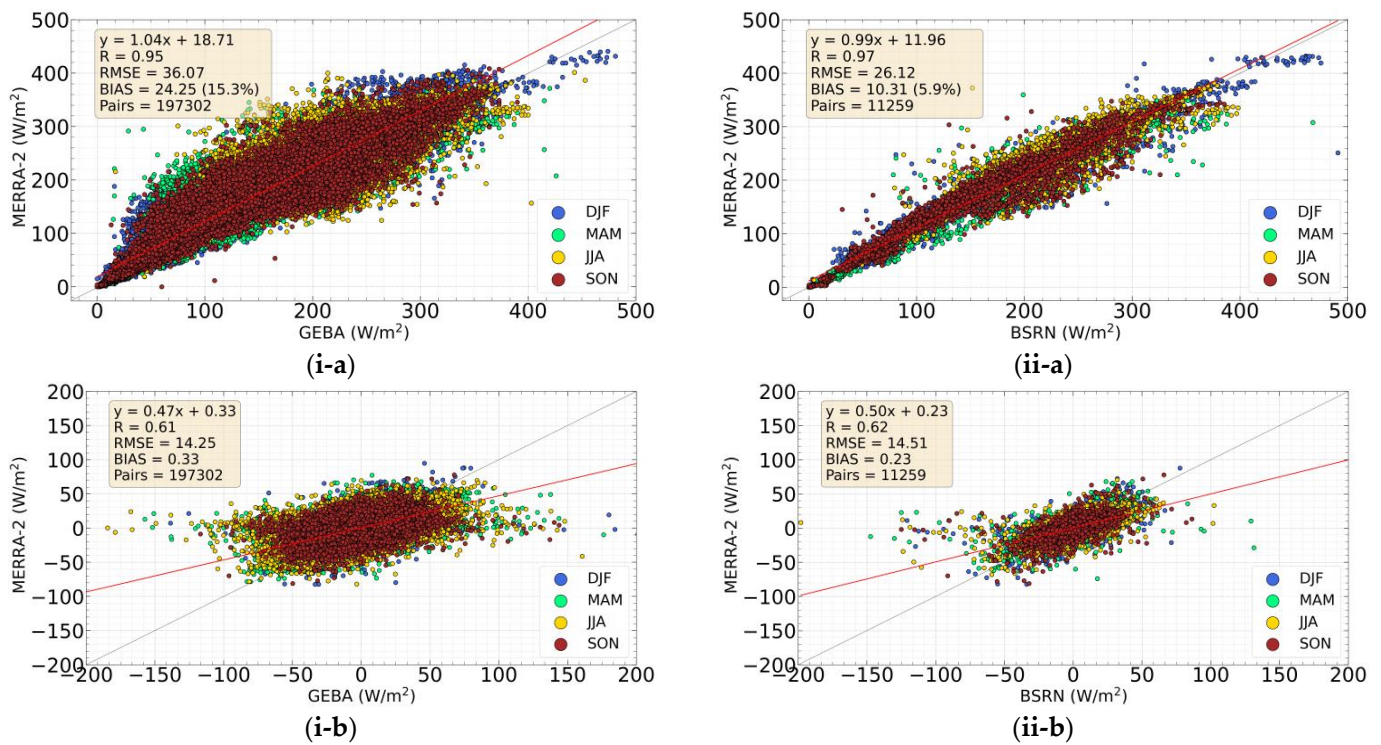 y = 1.04x + 18.71
R = 0.95
RMSE = 36.07
BIAS = 24.25 (15.3%)
Pairs = 197302
500
400
300
200
100
0
MERRA-2 (W/m²)
DJF
MAM
JJA
SON
0 100 200 300 400 500
GEBA (W/m²)
(i-a)
y = 0.99x + 11.96
R = 0.97
RMSE = 26.12
BIAS = 10.31 (5.9%)
Pairs = 11259
500
400
300
200
100
0
MERRA-2 (W/m²)
DJF
MAM
JJA
SON
0 100 200 300 400 500
BSRN (W/m²)
(ii-a)
y = 0.47x + 0.33
R = 0.61
RMSE = 14.25
BIAS = 0.33
Pairs = 197302
200
150
100
50
0
−50
−100
−150
−200
MERRA-2 (W/m²)
DJF
MAM
JJA
SON
−200 −150 −100 −50 0 50 100 150 200
GEBA (W/m²)
(i-b)
y = 0.50x + 0.23
R = 0.62
RMSE = 14.51
BIAS = 0.23
Pairs = 11259
200
150
100
50
0
−50
−100
−150
−200
MERRA-2 (W/m²)
DJF
MAM
JJA
SON
−200 −150 −100 −50 0 50 100 150 200
BSRN (W/m²)
(ii-b)